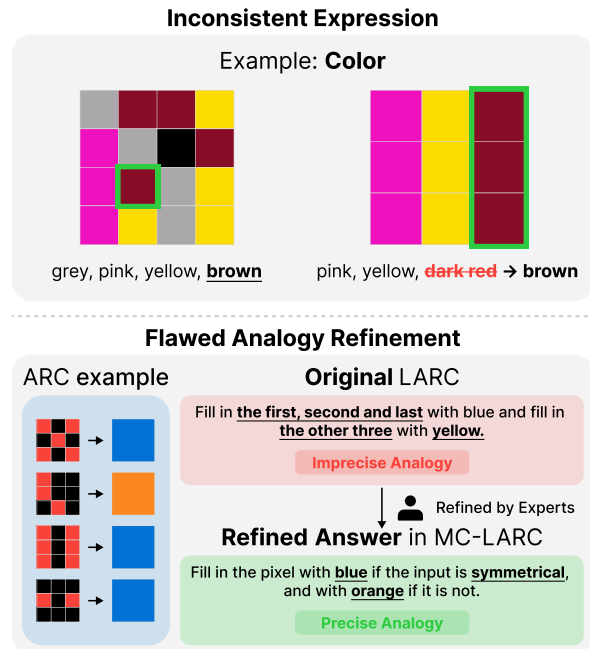 Inconsistent Expression
Example: Color
grey, pink, yellow, brown
pink, yellow, dark red → brown
Flawed Analogy Refinement
ARC example
Original LARC
Fill in the first, second and last with blue and fill in
the other three with yellow.
Imprecise Analogy
Refined by Experts
Refined Answer in MC-LARC
Fill in the pixel with blue if the input is symmetrical,
and with orange if it is not.
Precise Analogy